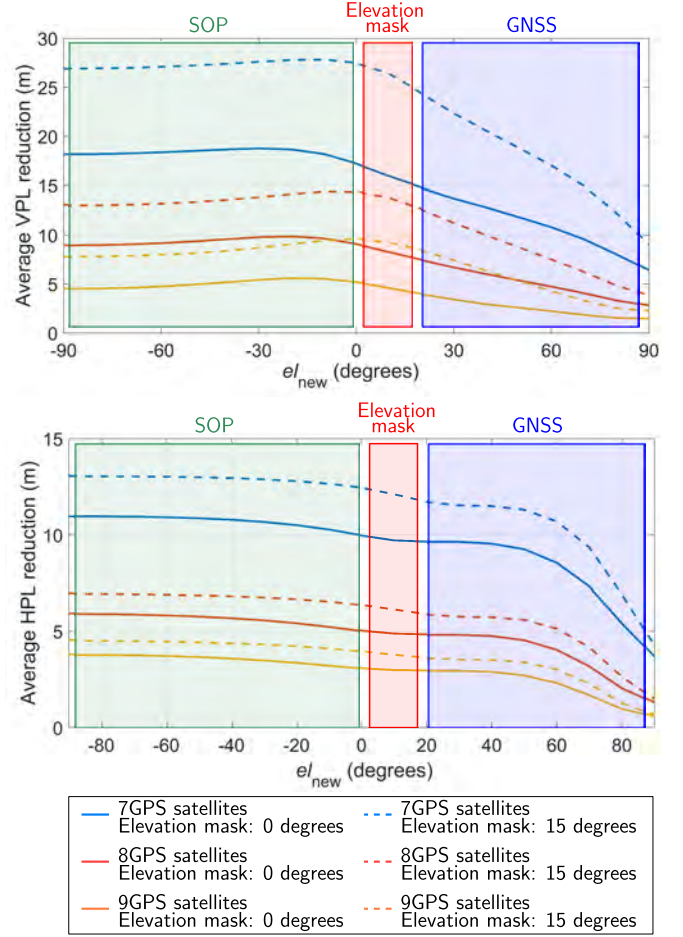 SOP
Elevation
mask
GNSS
Average VPL reduction (m)
30
25
20
15
10
5
0
-90 -60 -30 0 30 60 90
el_new (degrees)
SOP
Elevation
mask
GNSS
Average HPL reduction (m)
15
10
5
0
-80 -60 -40 -20 0 20 40 60 80
el_new (degrees)
7GPS satellites
Elevation mask: 0 degrees
7GPS satellites
Elevation mask: 15 degrees
8GPS satellites
Elevation mask: 0 degrees
8GPS satellites
Elevation mask: 15 degrees
9GPS satellites
Elevation mask: 0 degrees
9GPS satellites
Elevation mask: 15 degrees